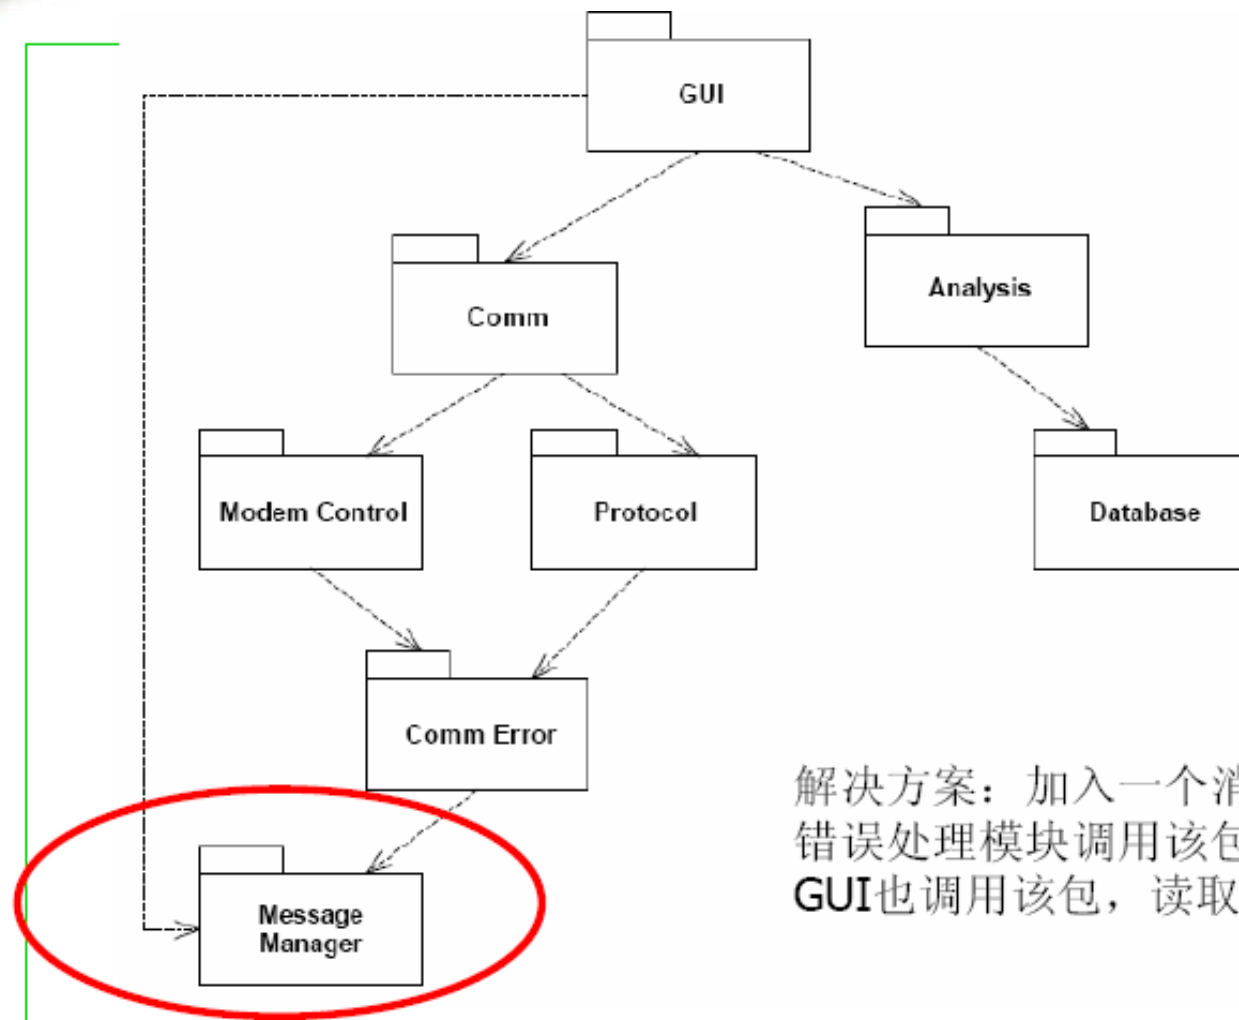 GUI
Analysis
Comm
Modem Control
Protocol
Database
Comm Error
解决方案：加入一个消
错误处理模块调用该包
GUI也调用该包，读取
Message
Manager